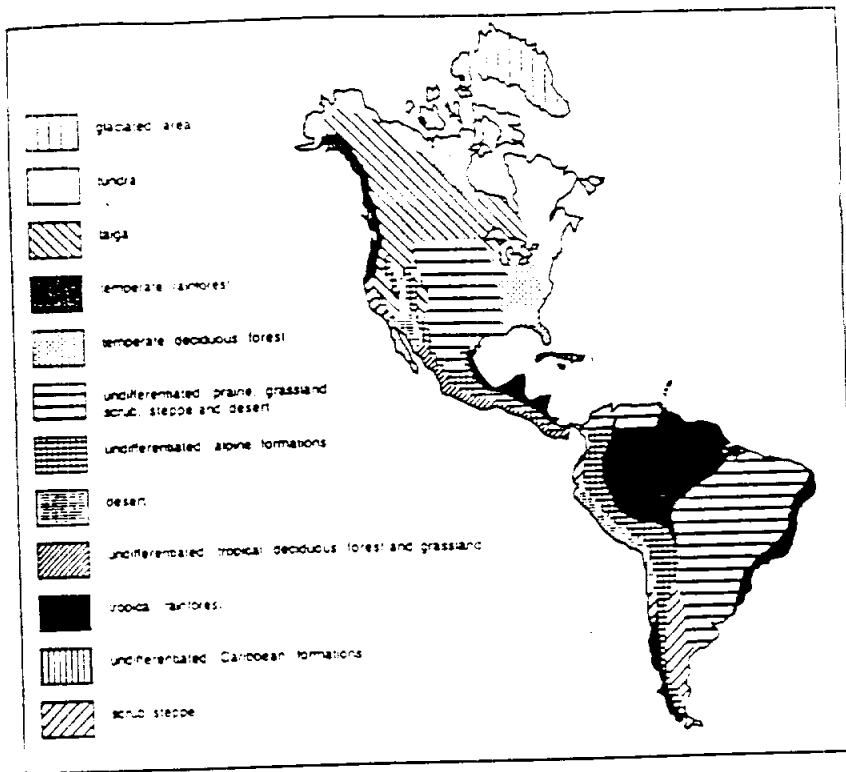 glaciated area
tundra
taiga
temperate rainforest
temperate deciduous forest
undifferentiated prairie, grassland
scrub, steppe and desert
undifferentiated alpine formations
desert
undifferentiated tropical deciduous forest and grassland
tropical rainforest
undifferentiated Caribbean formations
scrub steppe